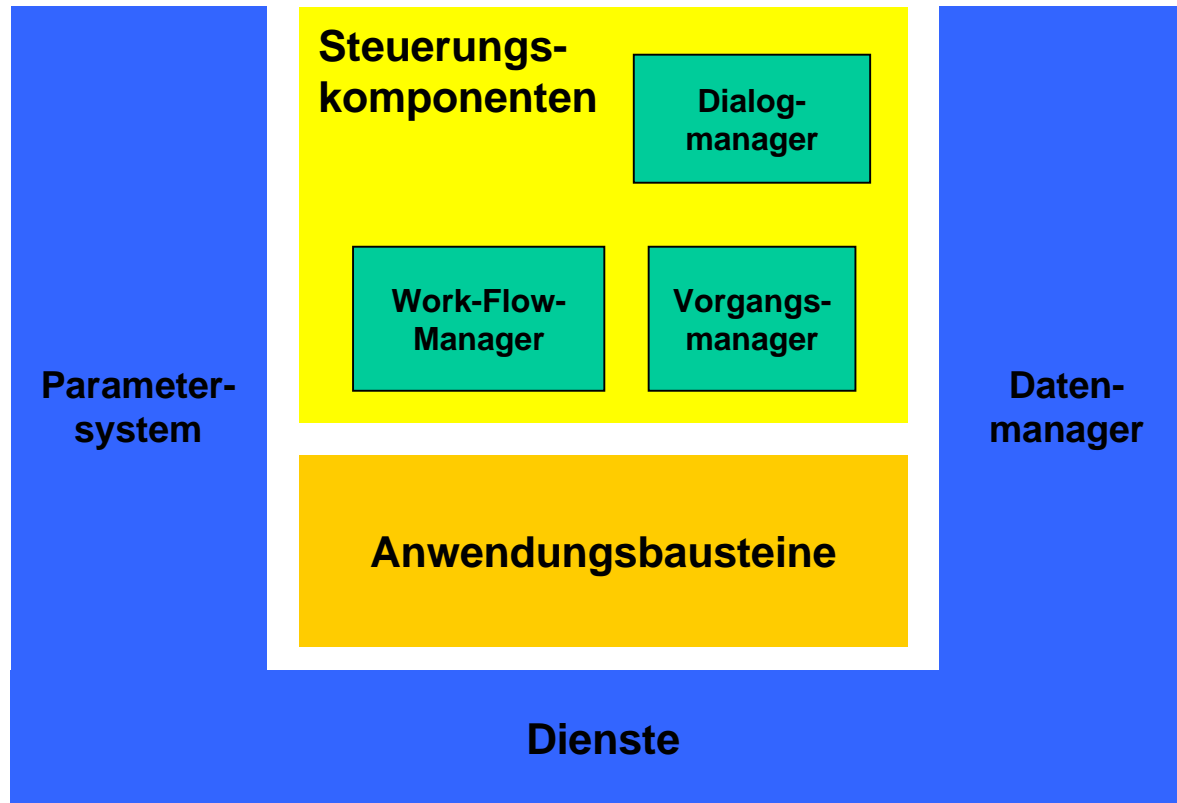 Steuerungs-
komponenten
Dialog-
manager
Work-Flow-
Manager
Vorgangs-
manager
Parameter-
system
Daten-
manager
Anwendungsbausteine
Dienste